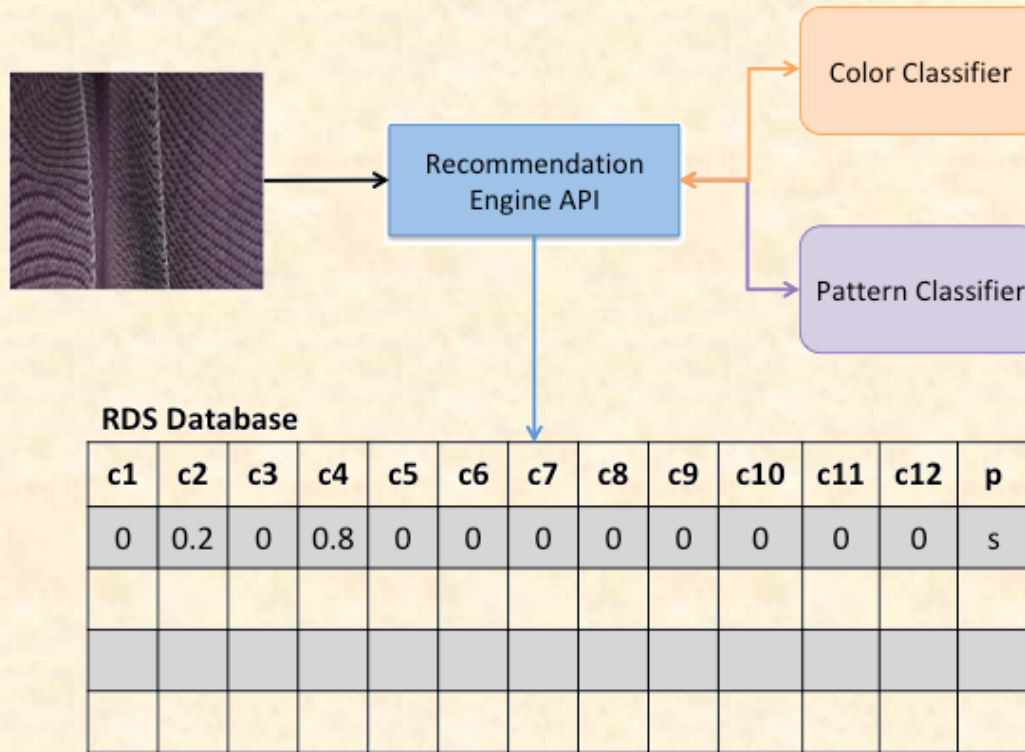 Color Classifier
Recommendation
Engine API
Pattern Classifier
RDS Database
c1 c2 c3 c4 c5 c6 c7 c8 c9 c10 c11 c12 p
0 0.2 0 0.8 0 0 0 0 0 0 0 0 s